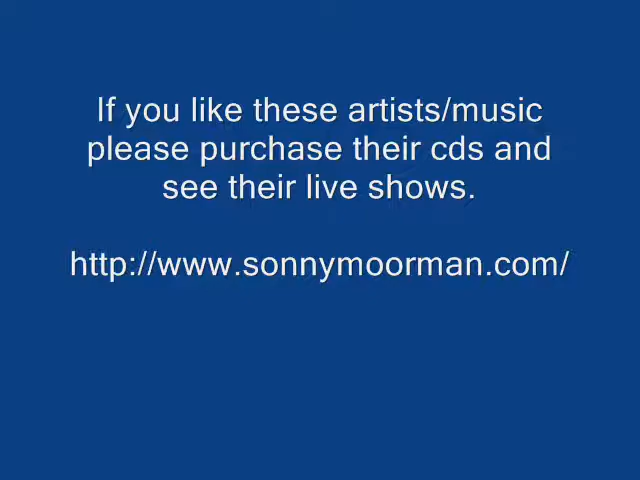 If you like these artists/music
please purchase their cds and
see their live shows.
http://www.sonnymoorman.com/